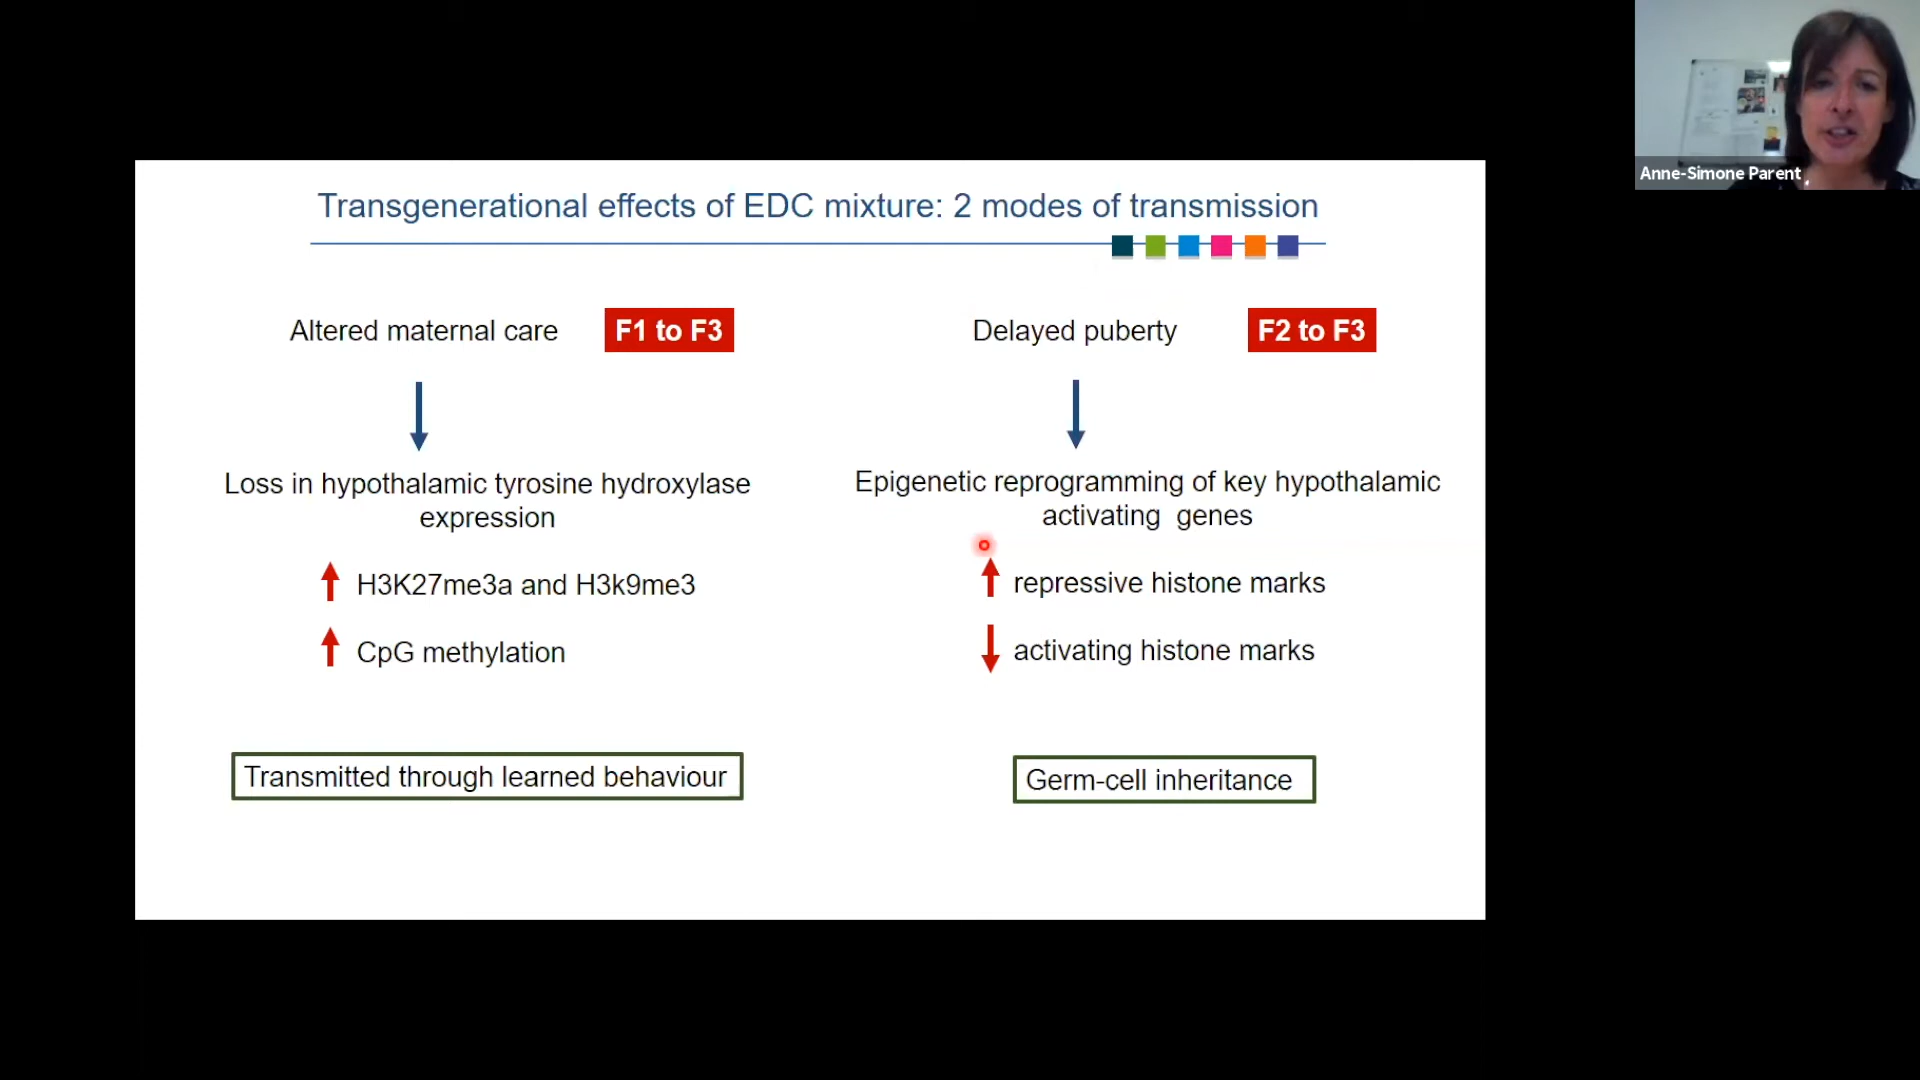 Anne-Simone Parent
Transgenerational effects of EDC mixture: 2 modes of transmission
Altered maternal care
F1 to F3
Loss in hypothalamic tyrosine hydroxylase
expression
H3K27me3a and H3k9me3
CpG methylation
Transmitted through learned behaviour
Delayed puberty
F2 to F3
Epigenetic reprogramming of key hypothalamic
activating genes
repressive histone marks
activating histone marks
Germ-cell inheritance